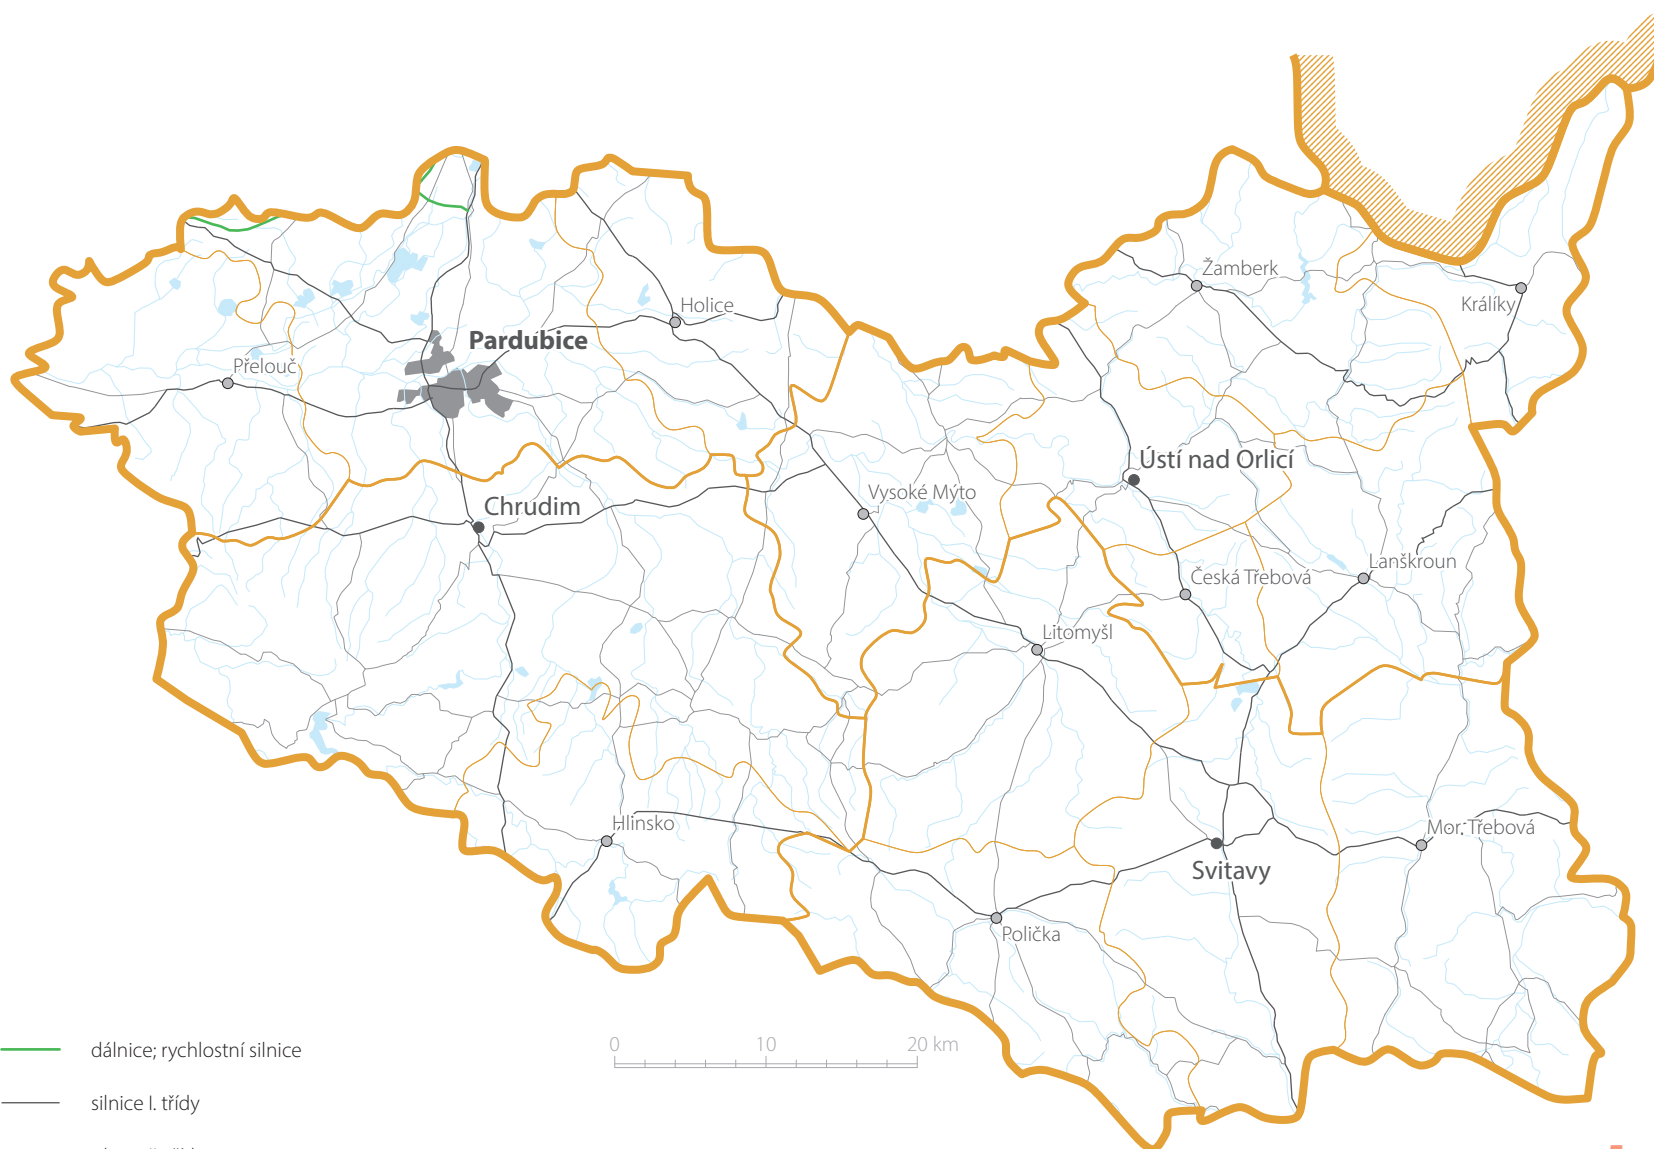 Žamberk
Králíky
Holice
Pardubice
Přelouč
Ústí nad Orlicí
Vysoké Mýto
Chrudim
Lanškroun
Česká Třebová
Litomyšl
Hlinsko
Mor. Třebová
Svitavy
Polička
0 10 20 km
dálnice; rychlostní silnice
silnice I. třídy